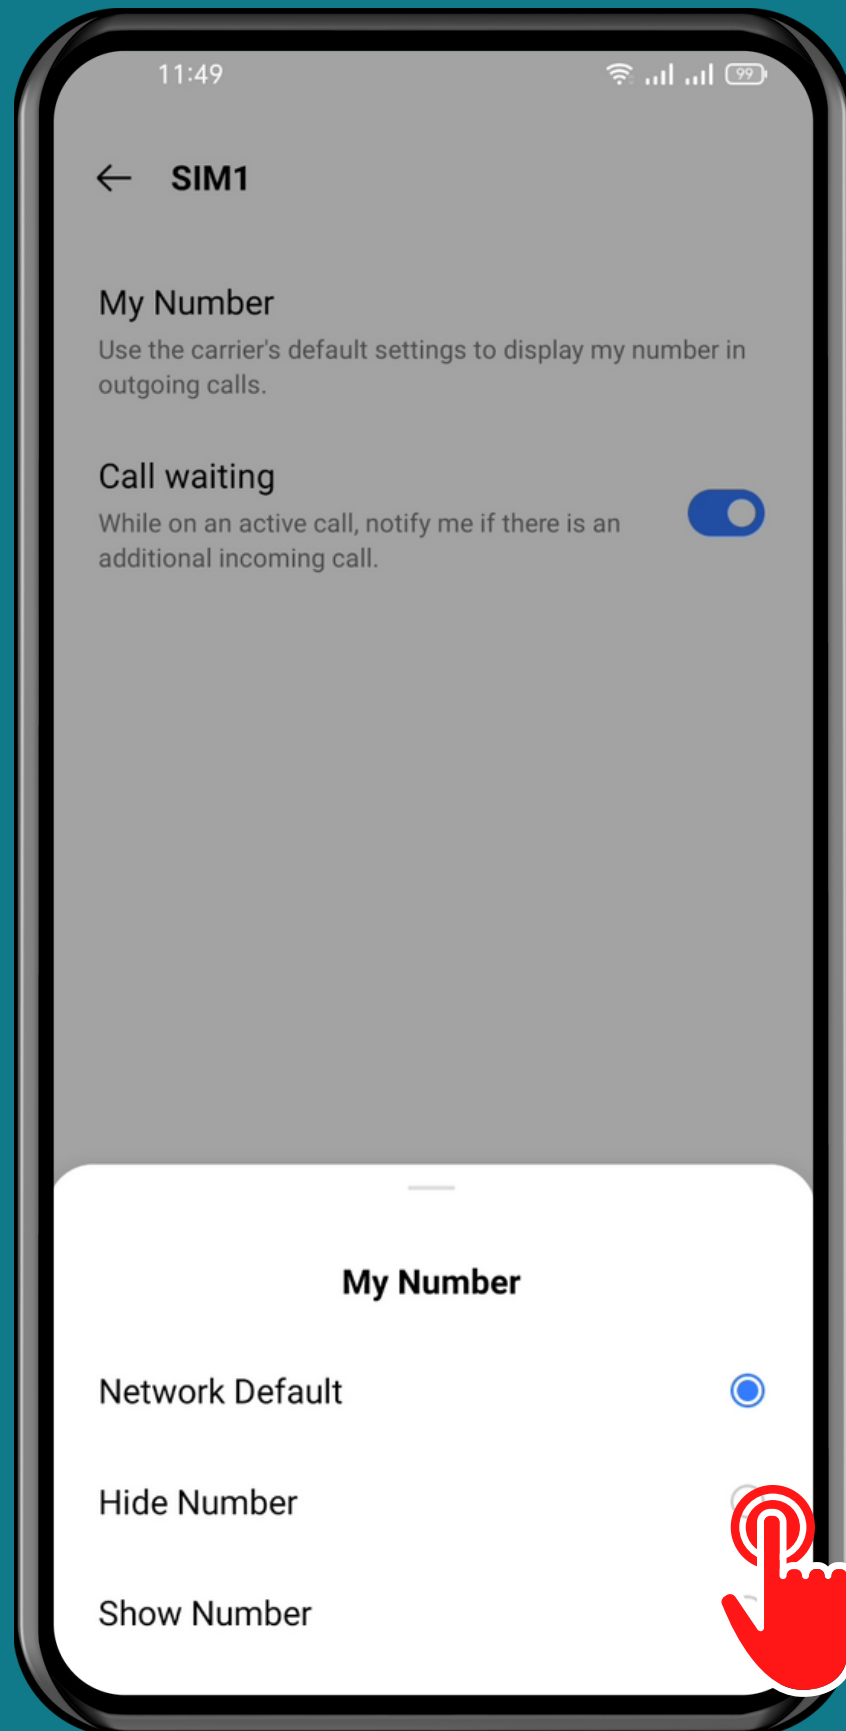 11:49
99
SIM1
My Number
Use the carrier's default settings to display my number in
outgoing calls.
Call waiting
While on an active call, notify me if there is an
additional incoming call.
My Number
Network Default
Hide Number
Show Number